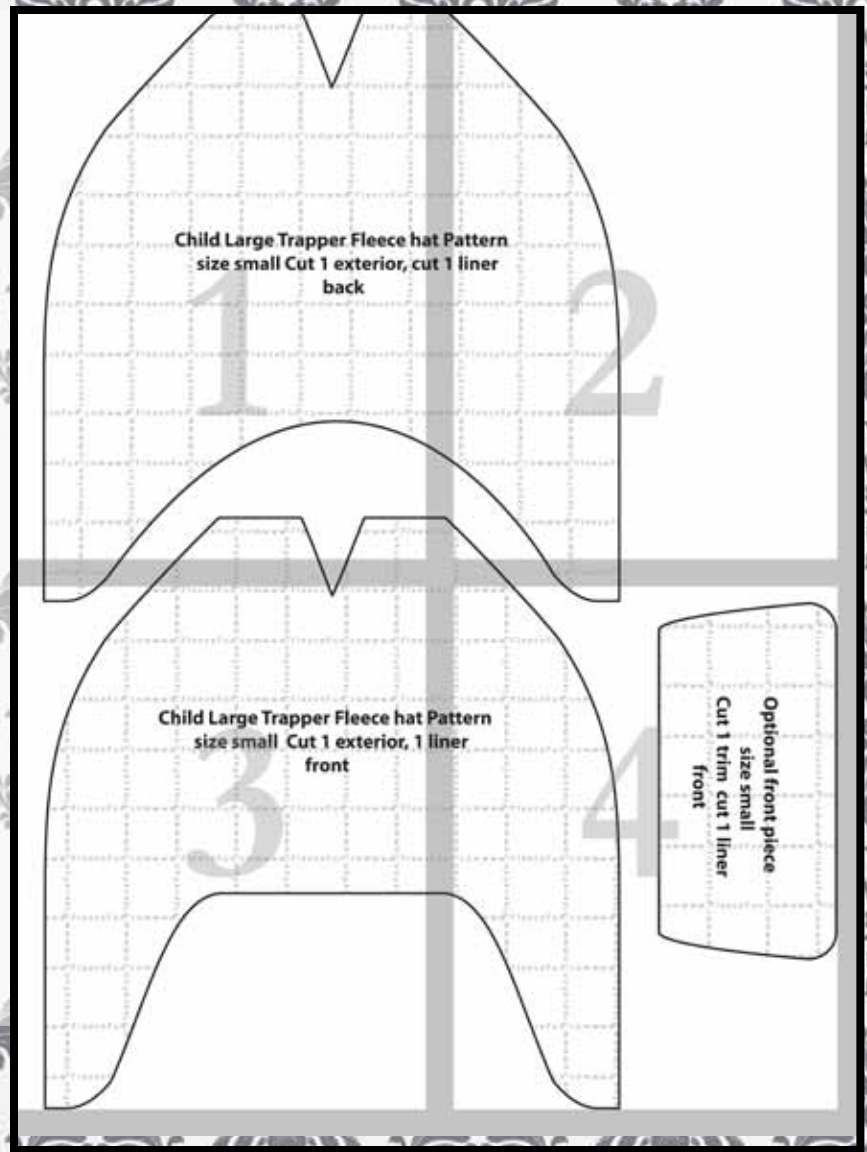 Child Large Trapper Fleece hat Pattern
size small Cut 1 exterior, cut 1 liner
back
1
2
Child Large Trapper Fleece hat Pattern
size small Cut 1 exterior, 1 liner
front
3
4
Optional front piece
size small
Cut 1 trim cut 1 liner
front